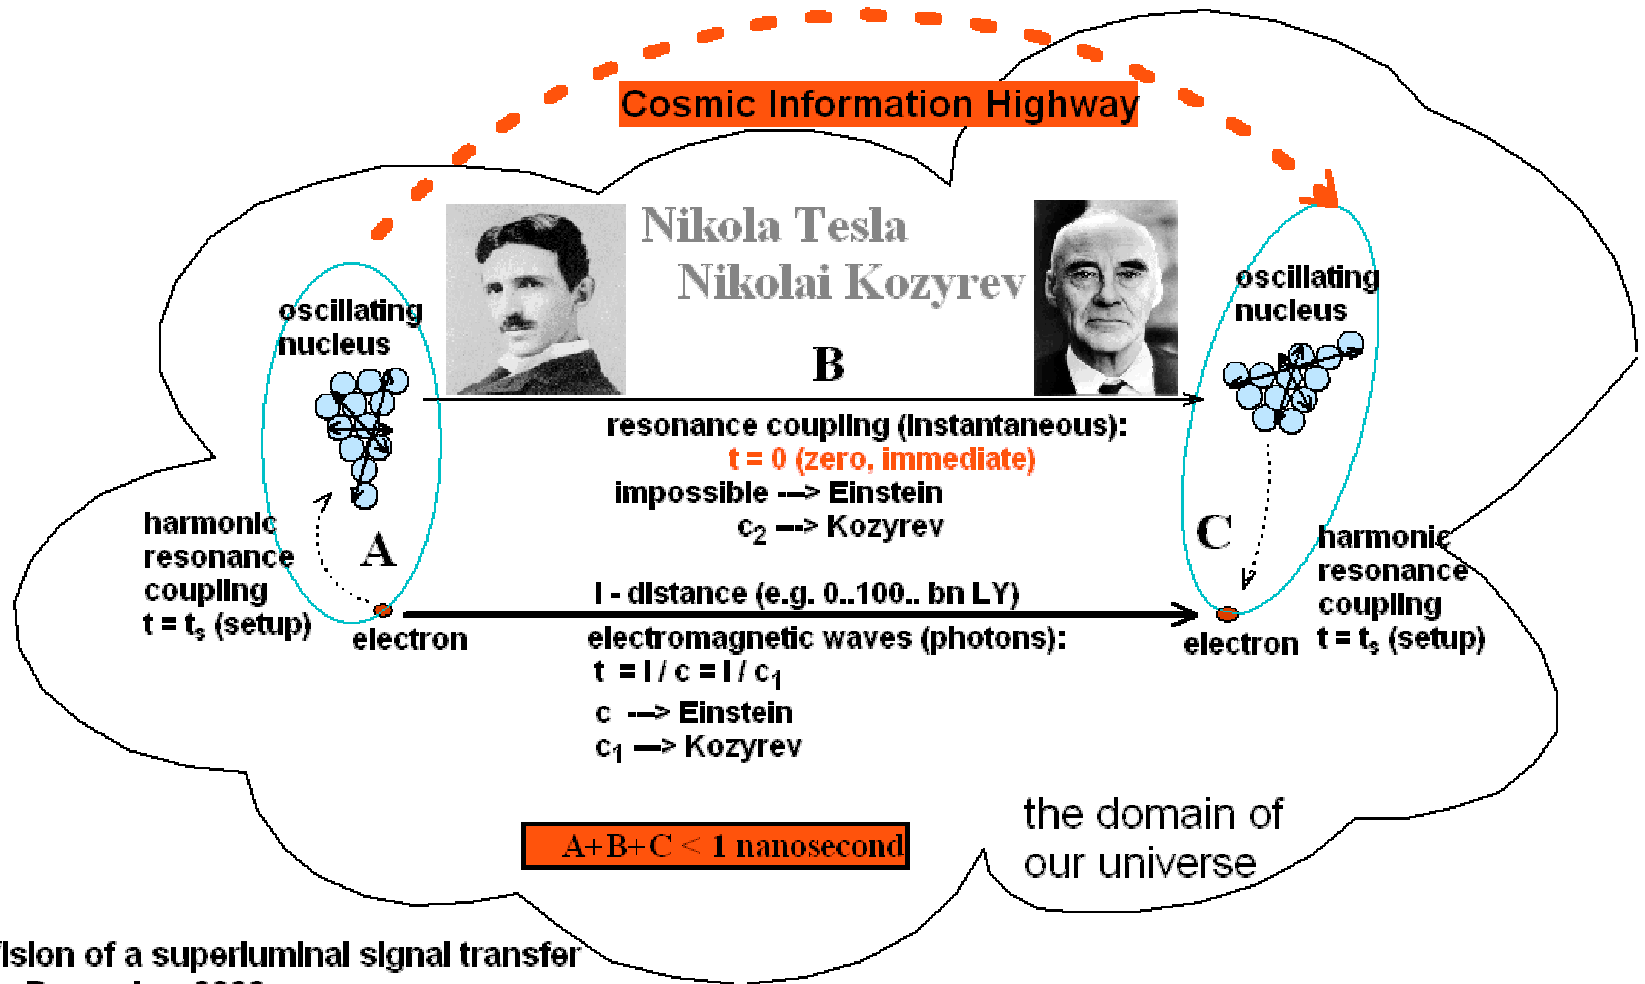 Cosmic Information Highway
Nikola Tesla
Nikolai Kozyrev
oscillating
nucleus
oscillating
nucleus
B
resonance coupling (instantaneous):
t = 0 (zero, immediate)
impossible ---> Einstein
c2 ---> Kozyrev
harmonic
resonance
coupling
t = ts (setup)
A
electron
l - distance (e.g. 0..100.. bn LY)
electromagnetic waves (photons):
t = l / c = l / c1
c ---> Einstein
c1 ---> Kozyrev
C
electron
harmonic
resonance
coupling
t = ts (setup)
A+B+C < 1 nanosecond
the domain of
our universe
of a superluminal signal transfer